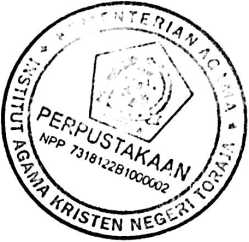 KEMENTERIAN AGAMA
PERPUSTAKAAN
NPP 7318122B1000002
INSTITUT AGAMA KRISTEN NEGERI TORAJA